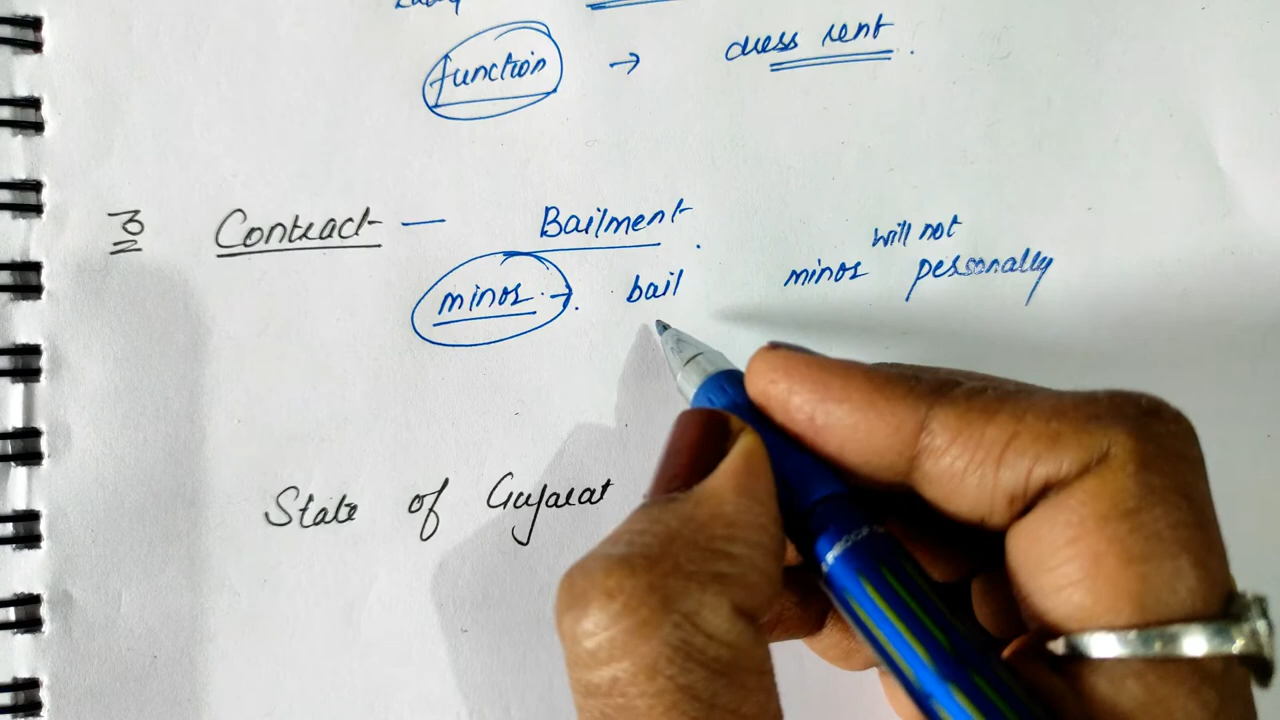 function → dress rent.
3 Contract — Bailment.
will not
minor → . bail minor personally
State of Gujarat